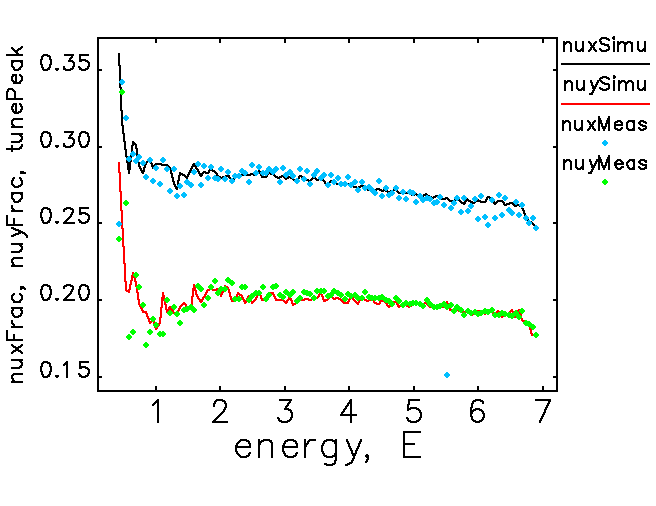 nuxFrac, nuyFrac, tunePeak
0.35
0.30
0.25
0.20
0.15
1 2 3 4 5 6 7
energy, E
nuxSimu
nuySimu
nuxMeas
nuyMeas